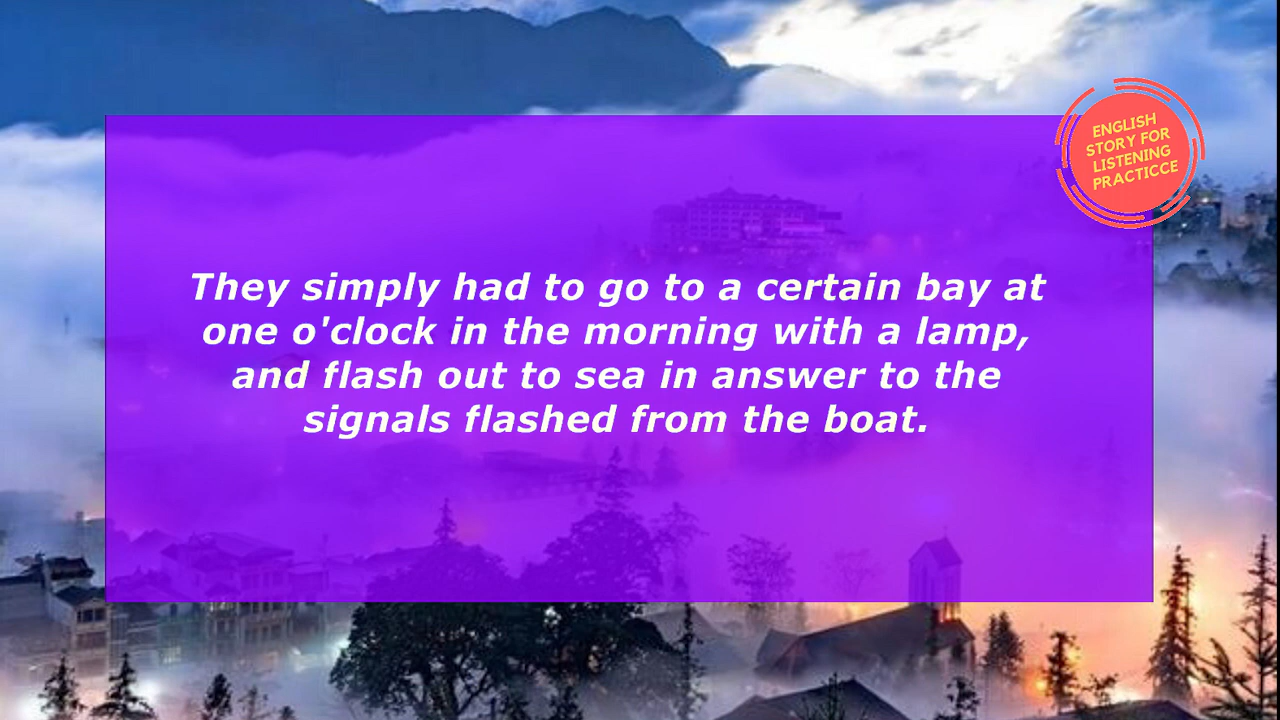 ENGLISH
STORY FOR
LISTENING
PRACTICCE
They simply had to go to a certain bay at
one o'clock in the morning with a lamp,
and flash out to sea in answer to the
signals flashed from the boat.